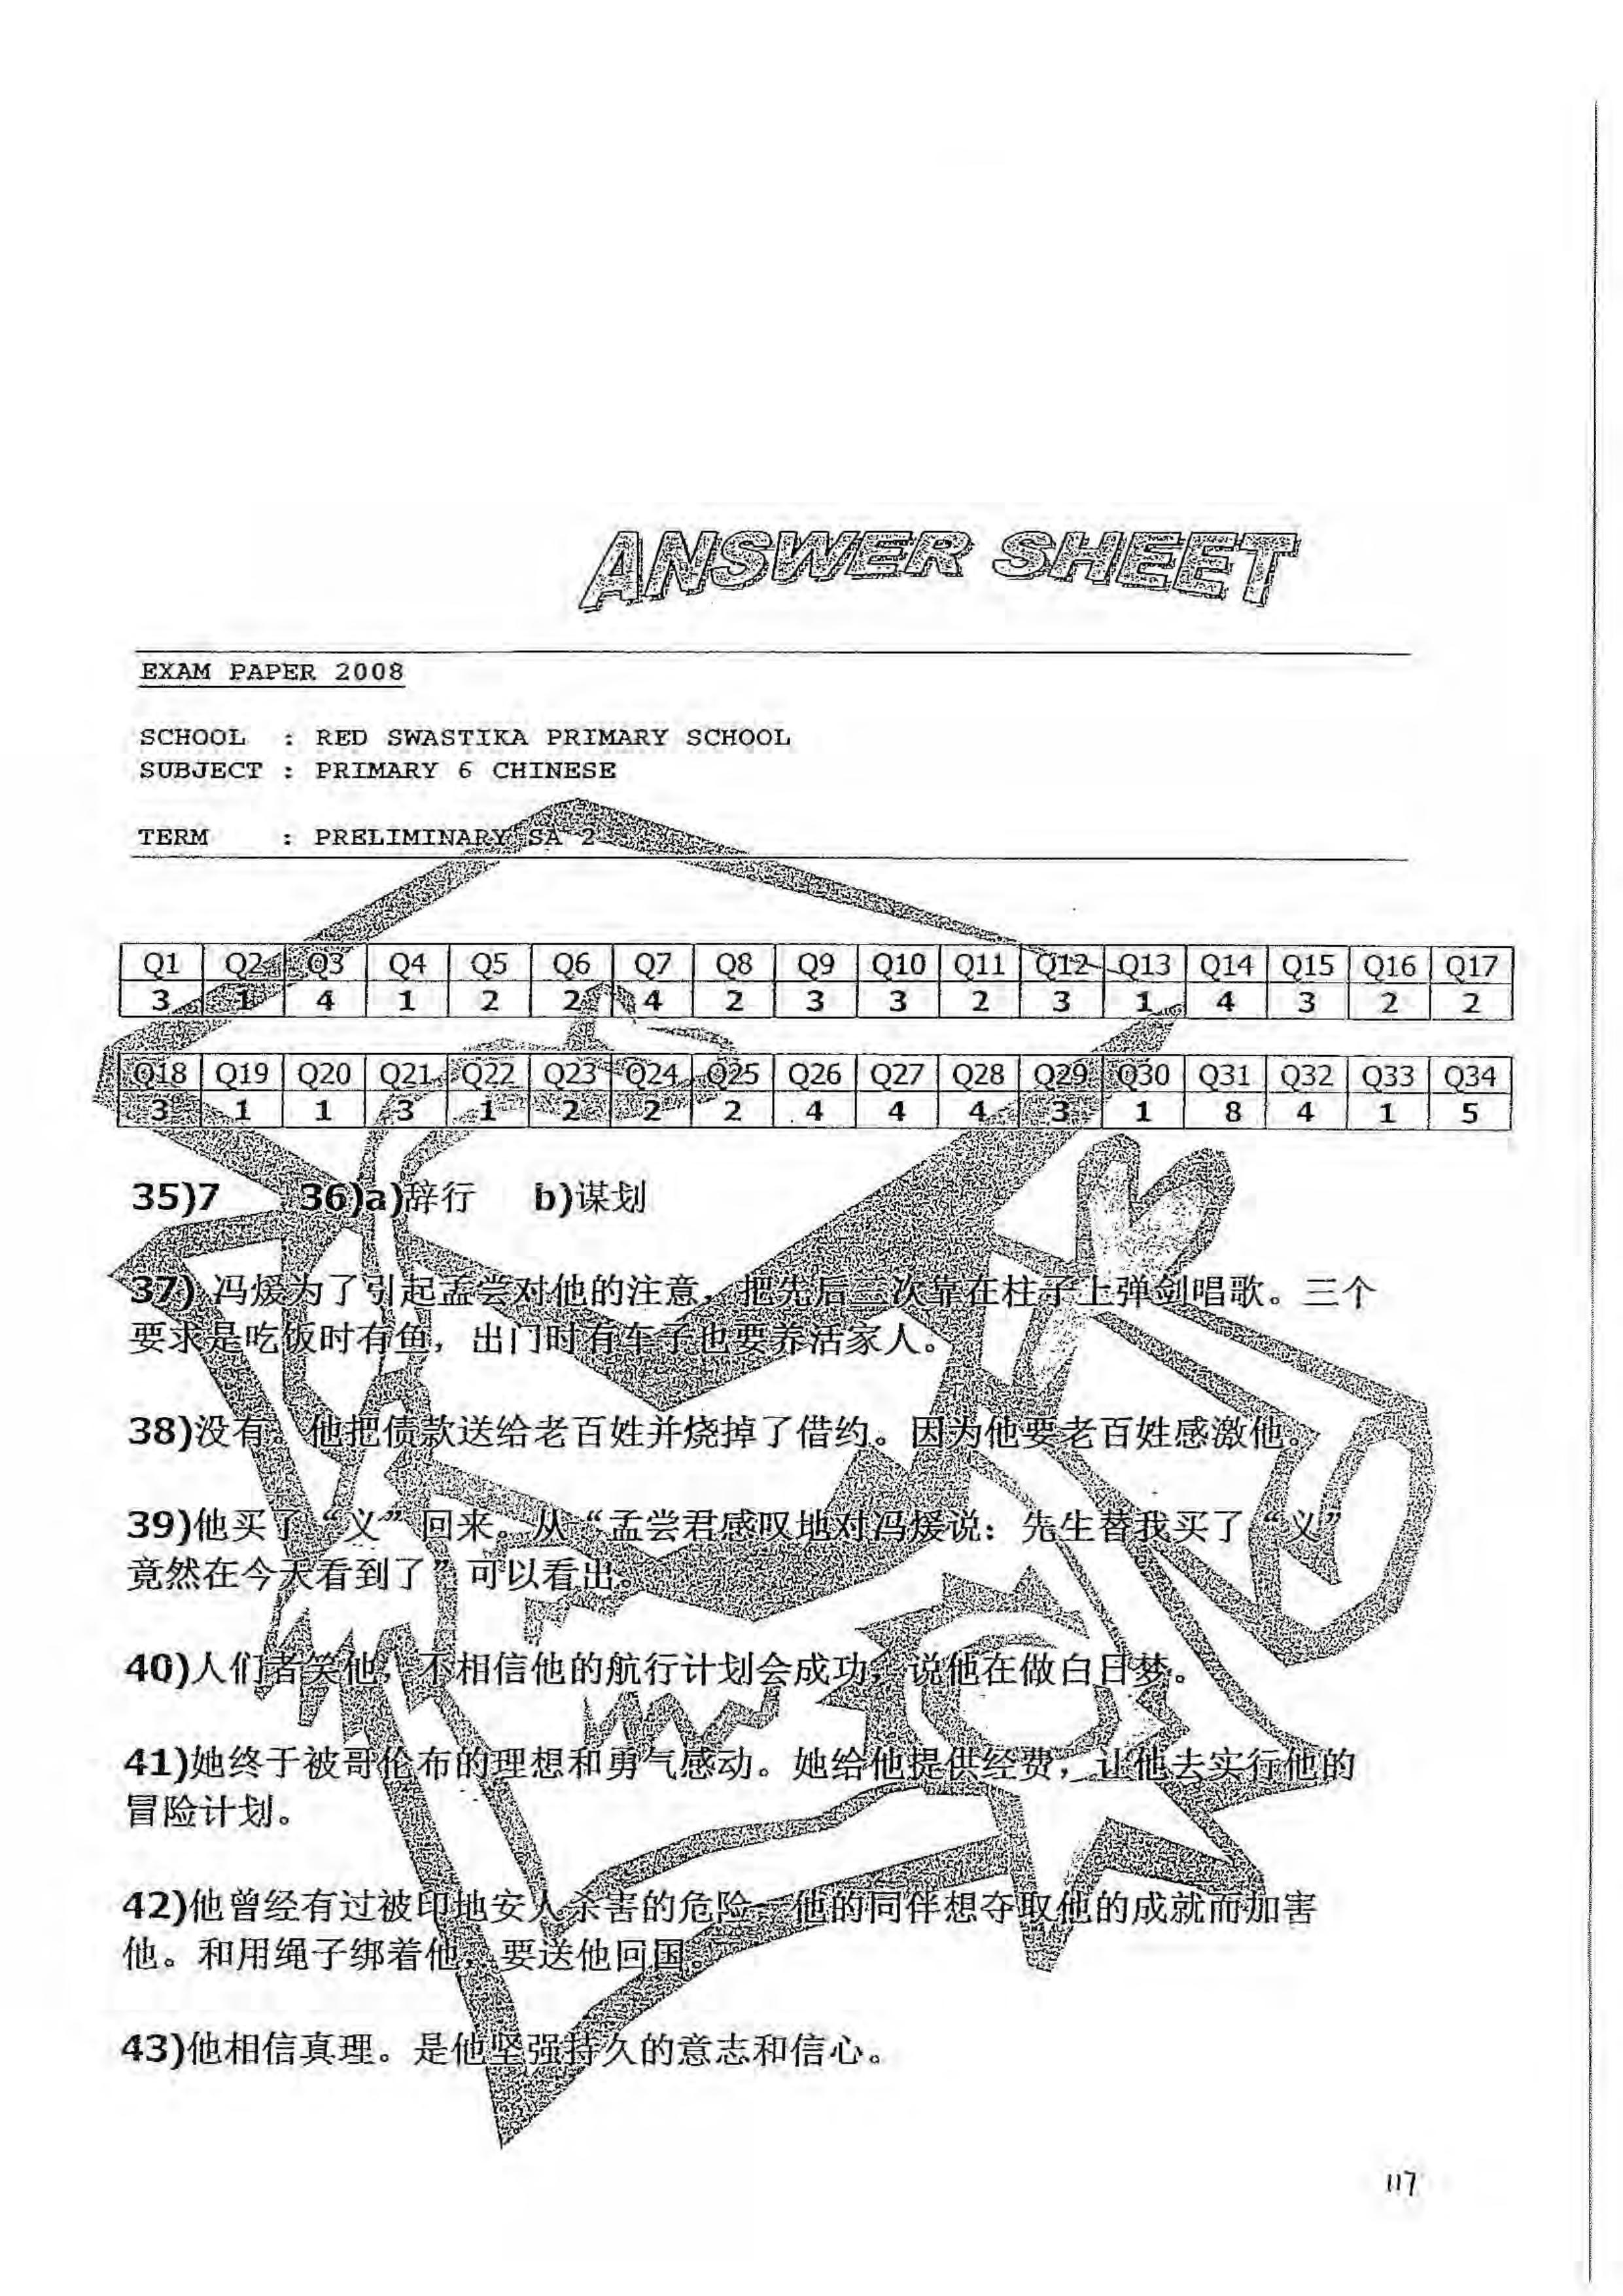 ANSWER SHEET
EXAM PAPER 2008
SCHOOL : RED SWASTIKA PRIMARY SCHOOL
SUBJECT : PRIMARY 6 CHINESE
TERM : PRELIMINARY SA 2
Q1 Q2 Q3 Q4 Q5 Q6 Q7 Q8 Q9 Q10 Q11 Q12 Q13 Q14 Q15 Q16 Q17
3 1 4 1 2 2 4 2 3 3 2 3 1 4 3 2 2
Q18 Q19 Q20 Q21 Q22 Q23 Q24 Q25 Q26 Q27 Q28 Q29 Q30 Q31 Q32 Q33 Q34
3 1 1 3 1 2 2 2 4 4 4 3 1 8 4 1 5
35)7 36)a)辞行 b)谋划
37) 冯煖为了引起孟尝对他的注意，把先后三次靠在柱子上弹剑唱歌。三个
要求是吃饭时有鱼，出门时有车子也要养活家人。
38)没有。他把债款送给老百姓并烧掉了借约。因为他要老百姓感激他。
39)他买了“义”回来。从“孟尝君感叹地对冯煖说：先生替我买了“义”
竟然在今天看到了”可以看出。
40)人们耆笑他，不相信他的航行计划会成功，说他在做白日梦。
41)她终于被哥伦布的理想和勇气感动。她给他提供经费，让他去实行他的
冒险计划。
42)他曾经有过被印地安人杀害的危险，他的同伴想夺取他的成就而加害
他。和用绳子绑着他，要送他回国。
43)他相信真理。是他坚强持久的意志和信心。
117